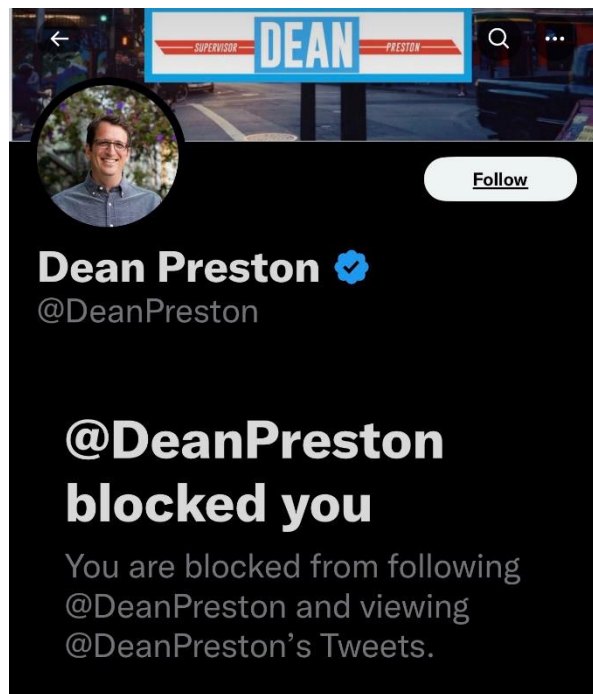 SUPERVISOR DEAN PRESTON
Follow
Dean Preston
@DeanPreston
@DeanPreston
blocked you
You are blocked from following
@DeanPreston and viewing
@DeanPreston’s Tweets.